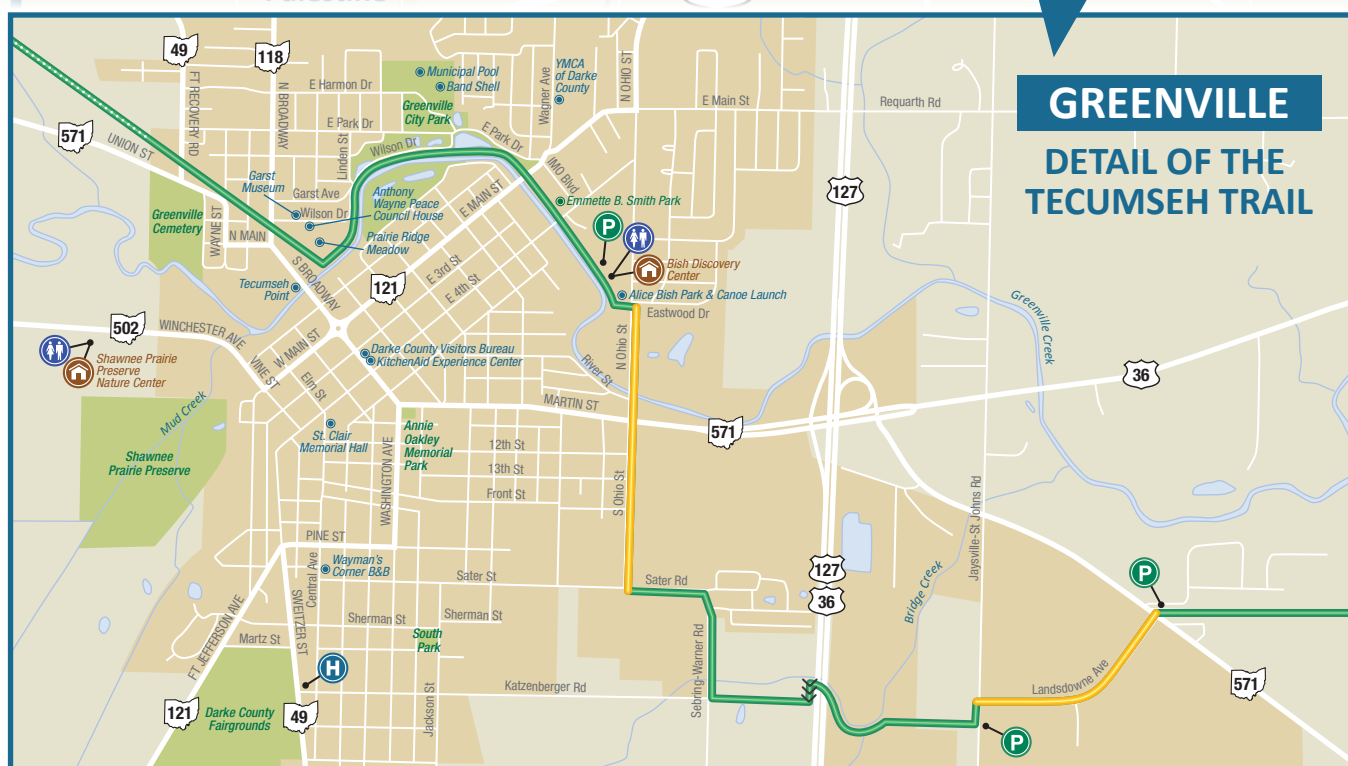 GREENVILLE
DETAIL OF THE
TECUMSEH TRAIL
49
118
FT RECOVERY RD
N BROADWAY
E Harmon Dr
Municipal Pool
Band Shell
Greenville
City Park
YMCA
of Darke
County
Wagner Ave
N OHIO ST
E Main St
Requarth Rd
571
UNION ST
E Park Dr
Linden St
Wilson Dr
E Park Dr
IMO Blvd
127
Garst
Museum
Garst Ave
Wilson Dr
Anthony
Wayne Peace
Council House
Prairie Ridge
Meadow
E MAIN ST
Emmette B. Smith Park
P
Bish Discovery
Center
Alice Bish Park & Canoe Launch
Eastwood Dr
Greenville
Cemetery
WAYNE ST
N MAIN
S BROADWAY
Tecumseh
Point
121
E 3rd St
E 4th St
Greenville Creek
502
WINCHESTER AVE
Shawnee Prairie
Preserve
Nature Center
VINE ST
W MAIN ST
Elm St
Darke County Visitors Bureau
KitchenAid Experience Center
River St
N Ohio St
36
MARTIN ST
571
Mud Creek
St. Clair
Memorial Hall
Annie
Oakley
Memorial
Park
WASHINGTON AVE
12th St
13th St
Front St
S Ohio St
Shawnee
Prairie Preserve
Jaysville-St Johns Rd
PINE ST
Central Ave
Wayman's
Corner B&B
Sater St
Sater Rd
127
36
Bridge Creek
P
FT JEFFERSON AVE
SWEITZER ST
Sherman St
Sherman St
Martz St
South
Park
Sebring-Warner Rd
H
Katzenberger Rd
Landsdowne Ave
571
121
Darke County
Fairgrounds
49
Jackson St
P